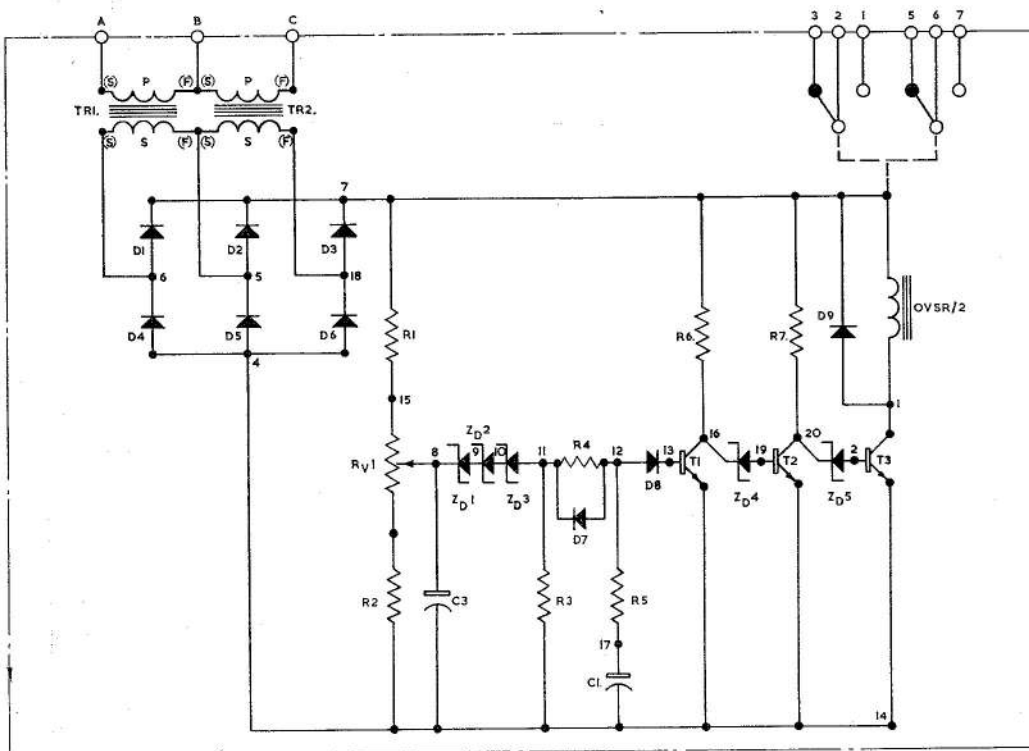 A B C 3 2 1 5 6 7
(S) P (F) (S) P (F)
TR1. TR2.
(S) S (F) (S) S (F)
7
D1 D2 D3
6 5 18
D4 D5 D6
4
R1 R6. R7. D9 OVSR/2
15 1
RV1 8 ZD2 9 10 11 R4 12 13 16 T1 19 T2 20 2 T3
ZD1 ZD3 D8 ZD4 ZD5
D7
R2 C3 R3 R5
17
C1. 14